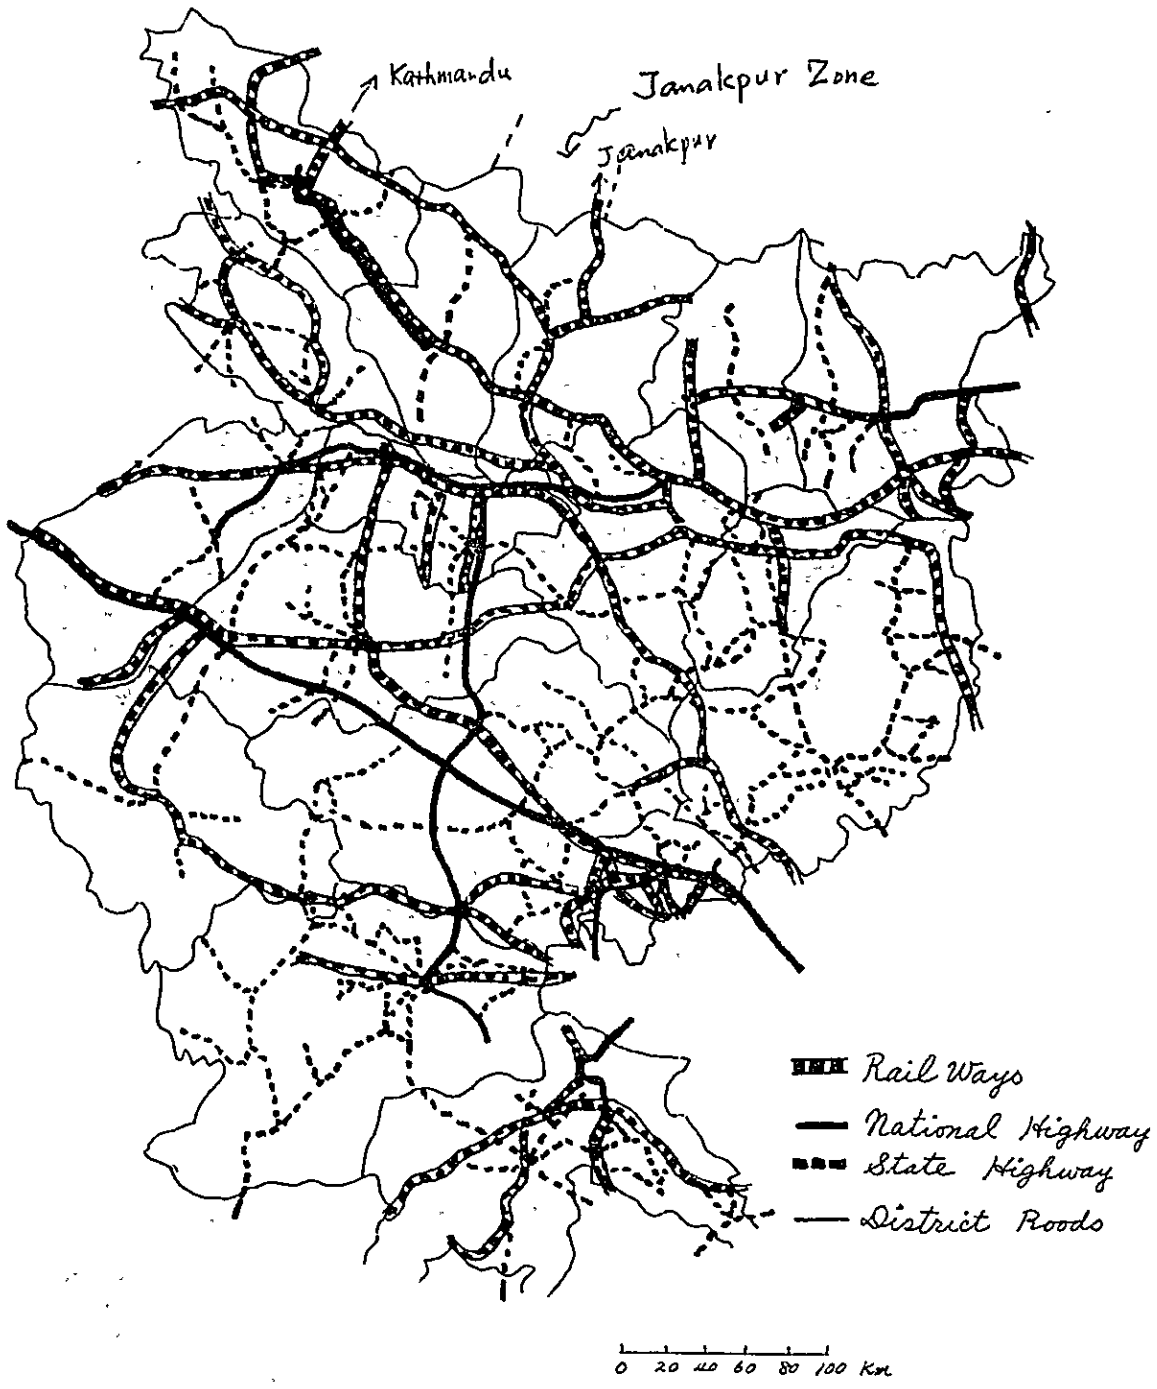 Kathmandu
Janakpur Zone
Janakpur
Rail Ways
National Highway
State Highway
District Roods
0 20 40 60 80 100 Km